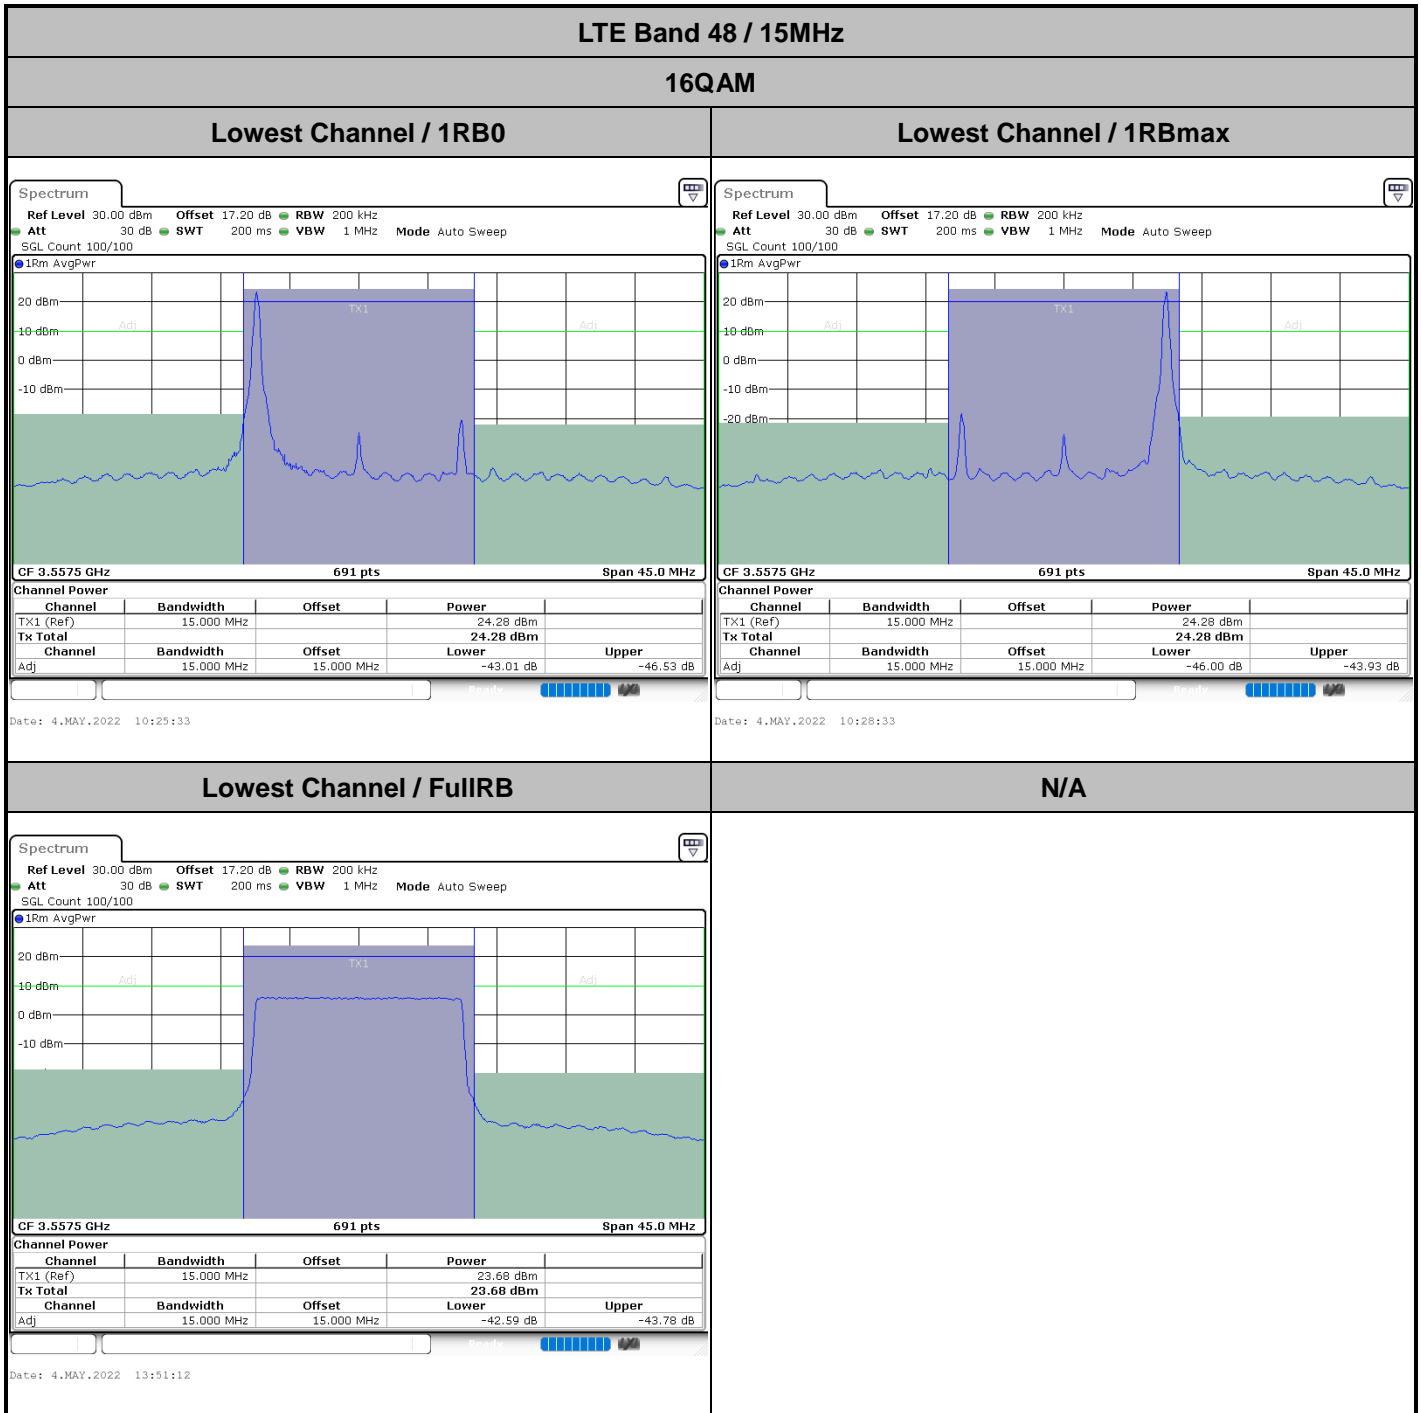 LTE Band 48 / 15MHz
16QAM
Lowest Channel / 1RB0
Lowest Channel / 1RBmax
Spectrum
Ref Level 30.00 dBm Offset 17.20 dB RBW 200 kHz
Att 30 dB SWT 200 ms VBW 1 MHz Mode Auto Sweep
SGL Count 100/100
1Rm AvgPwr
TX1
Adj
Adj
20 dBm
10 dBm
0 dBm
-10 dBm
CF 3.5575 GHz 691 pts Span 45.0 MHz
Channel Power
Channel Bandwidth Offset Power
TX1 (Ref) 15.000 MHz 24.28 dBm
Tx Total 24.28 dBm
Channel Bandwidth Offset Lower Upper
Adj 15.000 MHz 15.000 MHz -43.01 dB -46.53 dB
Ready
Date: 4.MAY.2022 10:25:33
Spectrum
Ref Level 30.00 dBm Offset 17.20 dB RBW 200 kHz
Att 30 dB SWT 200 ms VBW 1 MHz Mode Auto Sweep
SGL Count 100/100
1Rm AvgPwr
TX1
Adj
Adj
20 dBm
10 dBm
0 dBm
-10 dBm
-20 dBm
CF 3.5575 GHz 691 pts Span 45.0 MHz
Channel Power
Channel Bandwidth Offset Power
TX1 (Ref) 15.000 MHz 24.28 dBm
Tx Total 24.28 dBm
Channel Bandwidth Offset Lower Upper
Adj 15.000 MHz 15.000 MHz -46.00 dB -43.93 dB
Ready
Date: 4.MAY.2022 10:28:33
Lowest Channel / FullRB
N/A
Spectrum
Ref Level 30.00 dBm Offset 17.20 dB RBW 200 kHz
Att 30 dB SWT 200 ms VBW 1 MHz Mode Auto Sweep
SGL Count 100/100
1Rm AvgPwr
TX1
Adj
Adj
20 dBm
10 dBm
0 dBm
-10 dBm
CF 3.5575 GHz 691 pts Span 45.0 MHz
Channel Power
Channel Bandwidth Offset Power
TX1 (Ref) 15.000 MHz 23.68 dBm
Tx Total 23.68 dBm
Channel Bandwidth Offset Lower Upper
Adj 15.000 MHz 15.000 MHz -42.59 dB -43.78 dB
Ready
Date: 4.MAY.2022 13:51:12